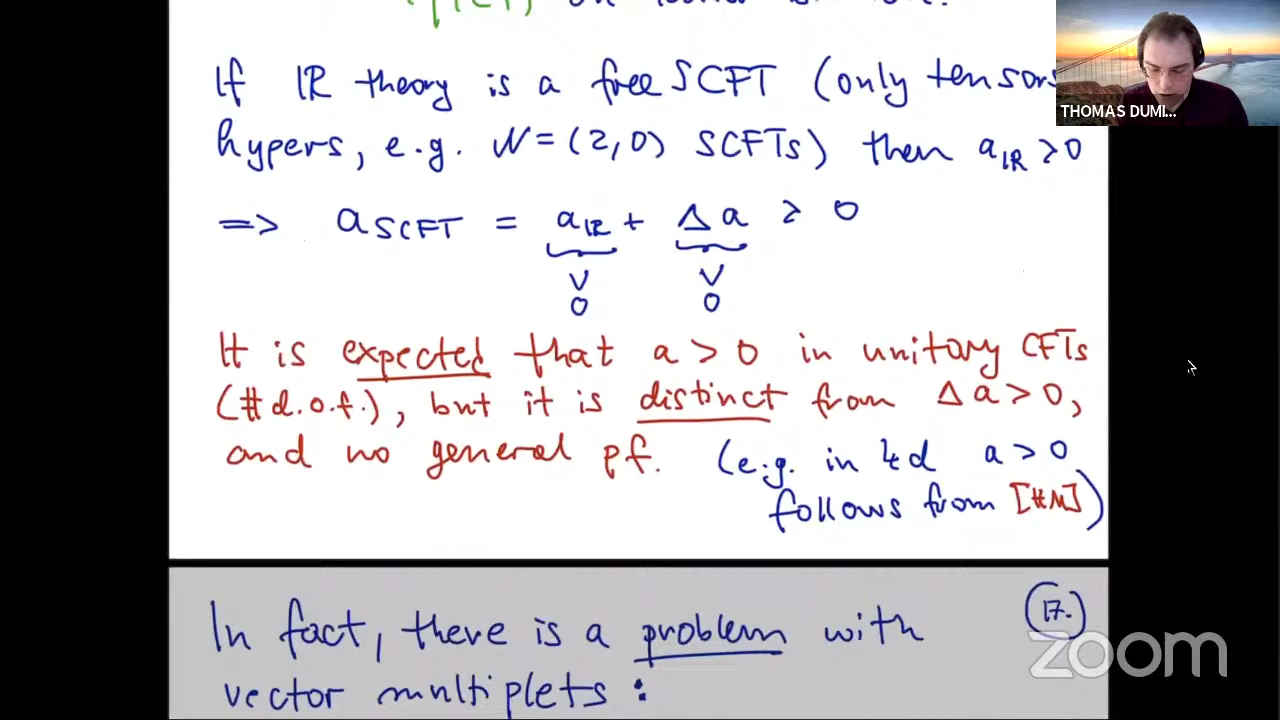 If IR theory is a free SCFT (only tensors
hypers, e.g. N = (2,0) SCFTs) then a_IR > 0
=> a_SCFT = a_IR + Δa > 0
V V
0 0
It is expected that a > 0 in unitary CFTs
(# d.o.f.), but it is distinct from Δa > 0,
and no general pf. (e.g. in 4d a > 0
follows from [HM])
In fact, there is a problem with
17.
vector multiplets :
THOMAS DUMI...
zoom